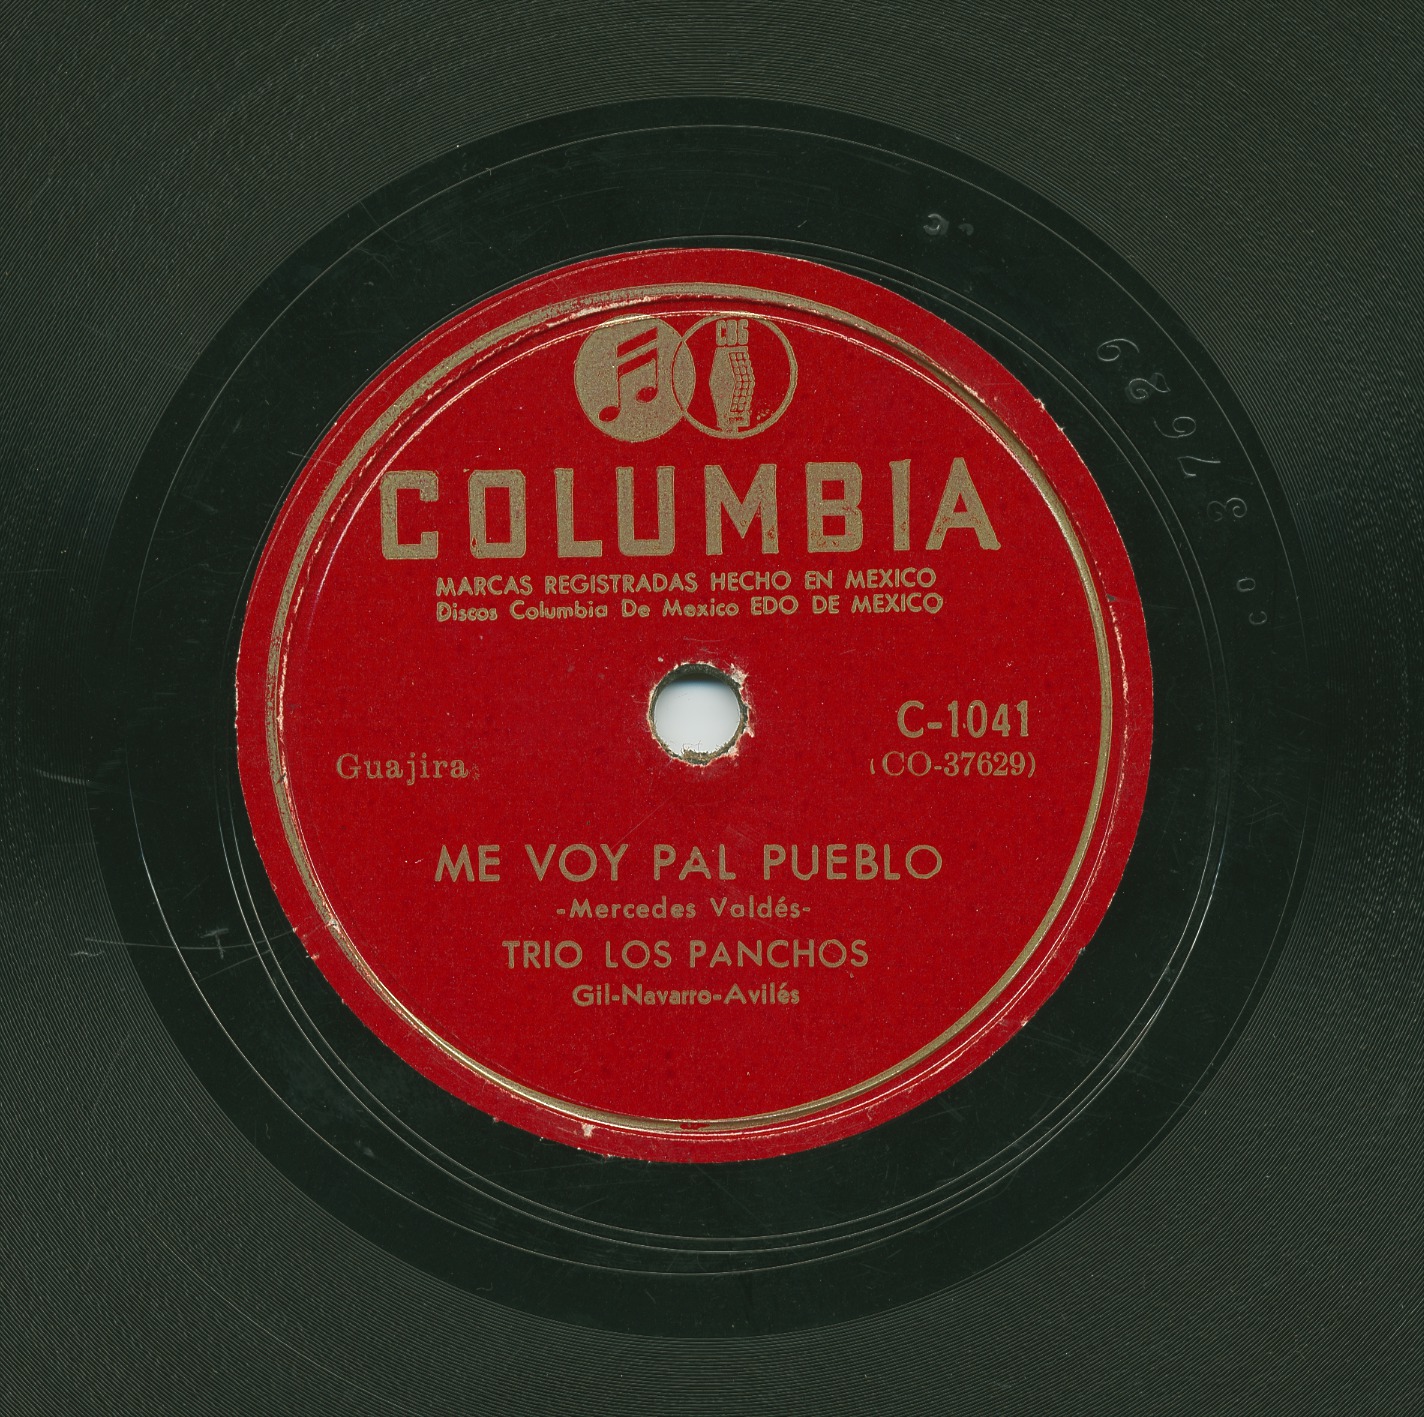 CBS
COLUMBIA
MARCAS REGISTRADAS HECHO EN MEXICO
Discos Columbia De Mexico EDO DE MEXICO
C-1041
Guajira
(CO-37629)
ME VOY PAL PUEBLO
-Mercedes Valdés-
TRIO LOS PANCHOS
Gil-Navarro-Avilés
CO 37629